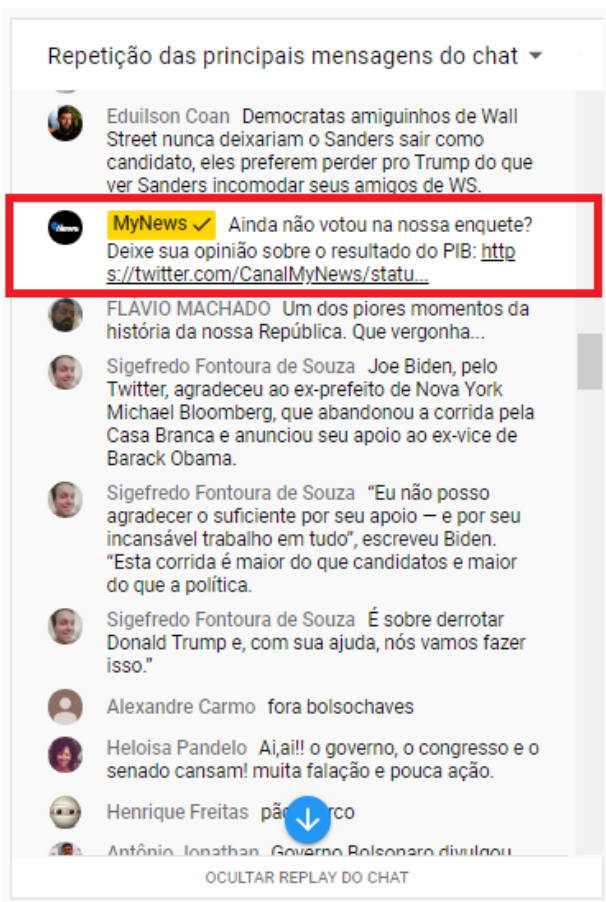 Repetição das principais mensagens do chat
Eduilson Coan Democratas amiguinhos de Wall
Street nunca deixariam o Sanders sair como
candidato, eles preferem perder pro Trump do que
ver Sanders incomodar seus amigos de WS.
MyNews Ainda não votou na nossa enquete?
Deixe sua opinião sobre o resultado do PIB: http
s://twitter.com/CanalMyNews/statu...
FLÁVIO MACHADO Um dos piores momentos da
história da nossa República. Que vergonha...
Sigefredo Fontoura de Souza Joe Biden, pelo
Twitter, agradeceu ao ex-prefeito de Nova York
Michael Bloomberg, que abandonou a corrida pela
Casa Branca e anunciou seu apoio ao ex-vice de
Barack Obama.
Sigefredo Fontoura de Souza “Eu não posso
agradecer o suficiente por seu apoio — e por seu
incansável trabalho em tudo”, escreveu Biden.
“Esta corrida é maior do que candidatos e maior
do que a política.
Sigefredo Fontoura de Souza É sobre derrotar
Donald Trump e, com sua ajuda, nós vamos fazer
isso.”
Alexandre Carmo fora bolsochaves
Heloisa Pandelo Ai,ai!! o governo, o congresso e o
senado cansam! muita falação e pouca ação.
Henrique Freitas
Antônio Jonathan Governo Bolsonaro divulgou
OCULTAR REPLAY DO CHAT